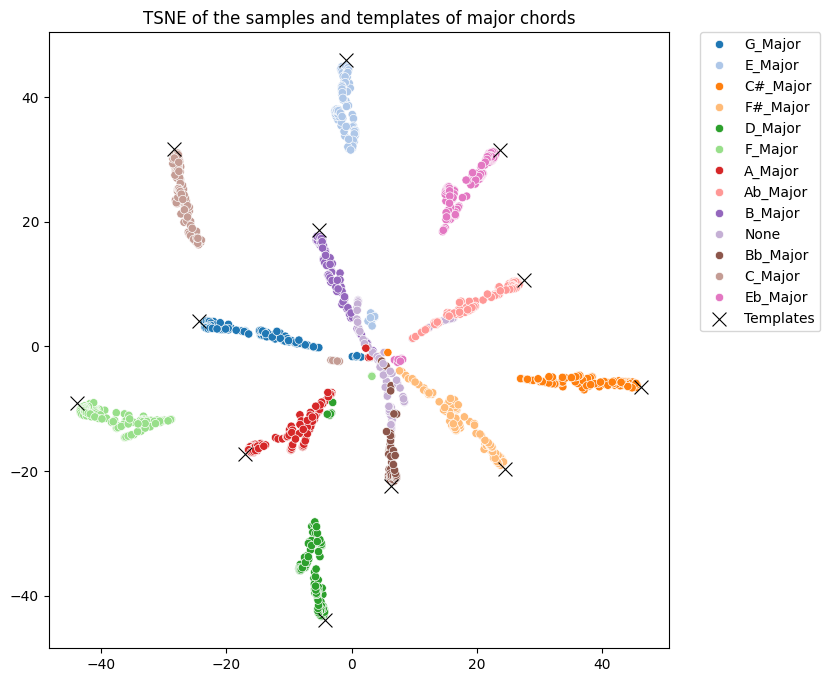 TSNE of the samples and templates of major chords
G_Major
E_Major
C#_Major
F#_Major
D_Major
F_Major
A_Major
Ab_Major
B_Major
None
Bb_Major
C_Major
Eb_Major
Templates
40
20
0
−20
−40
−40
−20
0
20
40